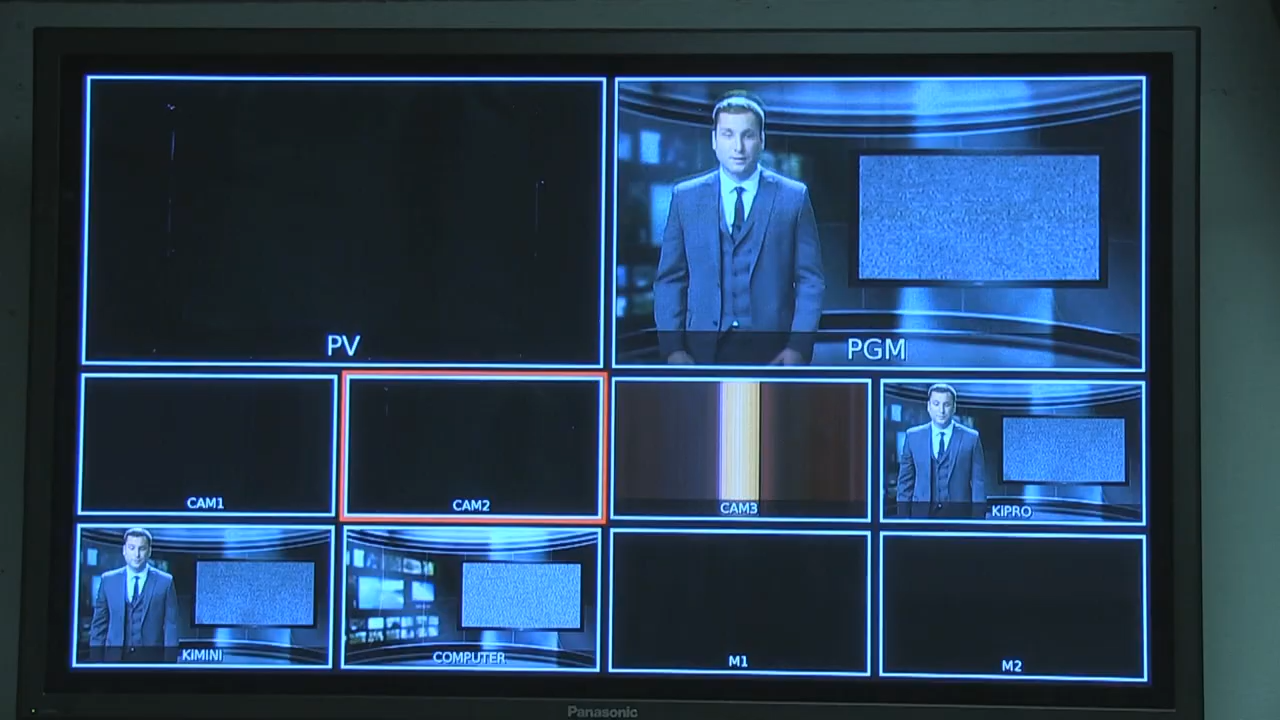 PV
PGM
CAM1
CAM2
CAM3
KiPRO
KiMINI
COMPUTER
M1
M2
Panasonic